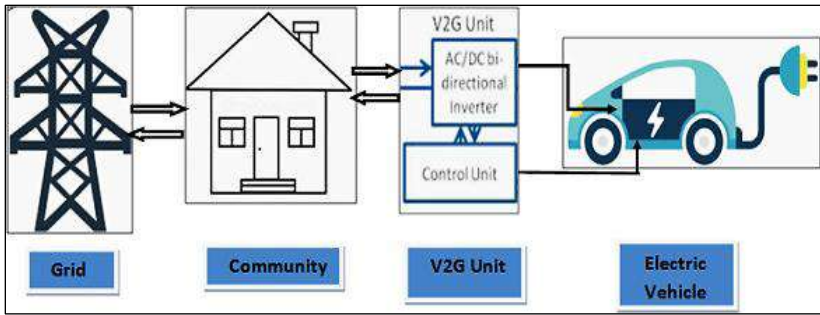 V2G Unit
AC/DC bi-
directional
Inverter
Control Unit
Grid
Community
V2G Unit
Electric
Vehicle